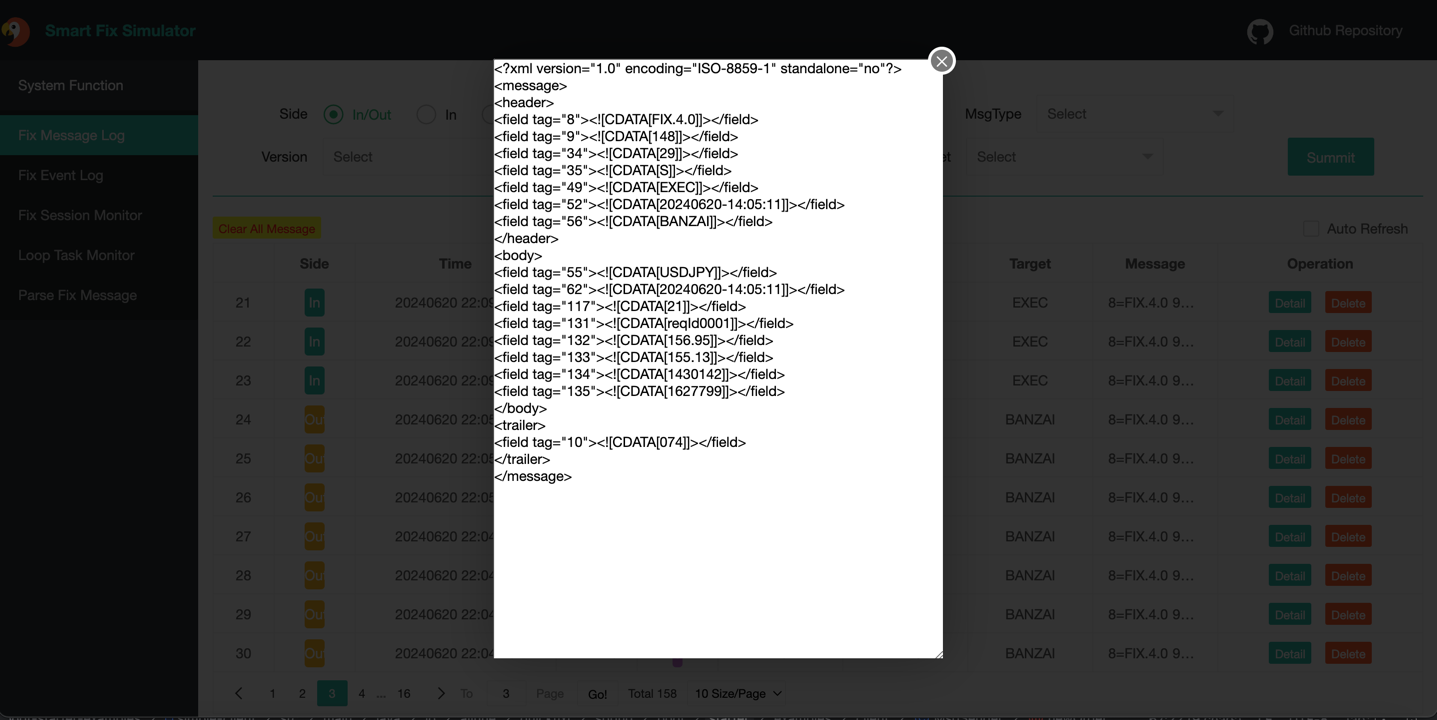 Smart Fix Simulator
Github Repository
System Function
Fix Message Log
Fix Event Log
Fix Session Monitor
Loop Task Monitor
Parse Fix Message
Side In/Out In MsgType Select
Version Select Select Summit
Clear All Message Auto Refresh
Side Time Target Message Operation
21 In 20240620 22:0 EXEC 8=FIX.4.0 9... Detail Delete
22 In 20240620 22:0 EXEC 8=FIX.4.0 9... Detail Delete
23 In 20240620 22:0 EXEC 8=FIX.4.0 9... Detail Delete
24 Ou 20240620 22:05 BANZAI 8=FIX.4.0 9... Detail Delete
25 Ou 20240620 22:05 BANZAI 8=FIX.4.0 9... Detail Delete
26 Ou 20240620 22:05 BANZAI 8=FIX.4.0 9... Detail Delete
27 Ou 20240620 22:04 BANZAI 8=FIX.4.0 9... Detail Delete
28 Ou 20240620 22:04 BANZAI 8=FIX.4.0 9... Detail Delete
29 Ou 20240620 22:04 BANZAI 8=FIX.4.0 9... Detail Delete
30 Ou 20240620 22:04 BANZAI 8=FIX.4.0 9... Detail Delete
1 2 3 4 ... 16 To 3 Page Go! Total 158 10 Size/Page
<?xml version="1.0" encoding="ISO-8859-1" standalone="no"?>
<message>
<header>
<field tag="8"><![CDATA[FIX.4.0]]></field>
<field tag="9"><![CDATA[148]]></field>
<field tag="34"><![CDATA[29]]></field>
<field tag="35"><![CDATA[S]]></field>
<field tag="49"><![CDATA[EXEC]]></field>
<field tag="52"><![CDATA[20240620-14:05:11]]></field>
<field tag="56"><![CDATA[BANZAI]]></field>
</header>
<body>
<field tag="55"><![CDATA[USDJPY]]></field>
<field tag="62"><![CDATA[20240620-14:05:11]]></field>
<field tag="117"><![CDATA[21]]></field>
<field tag="131"><![CDATA[reqId0001]]></field>
<field tag="132"><![CDATA[156.95]]></field>
<field tag="133"><![CDATA[155.13]]></field>
<field tag="134"><![CDATA[1430142]]></field>
<field tag="135"><![CDATA[1627799]]></field>
</body>
<trailer>
<field tag="10"><![CDATA[074]]></field>
</trailer>
</message>